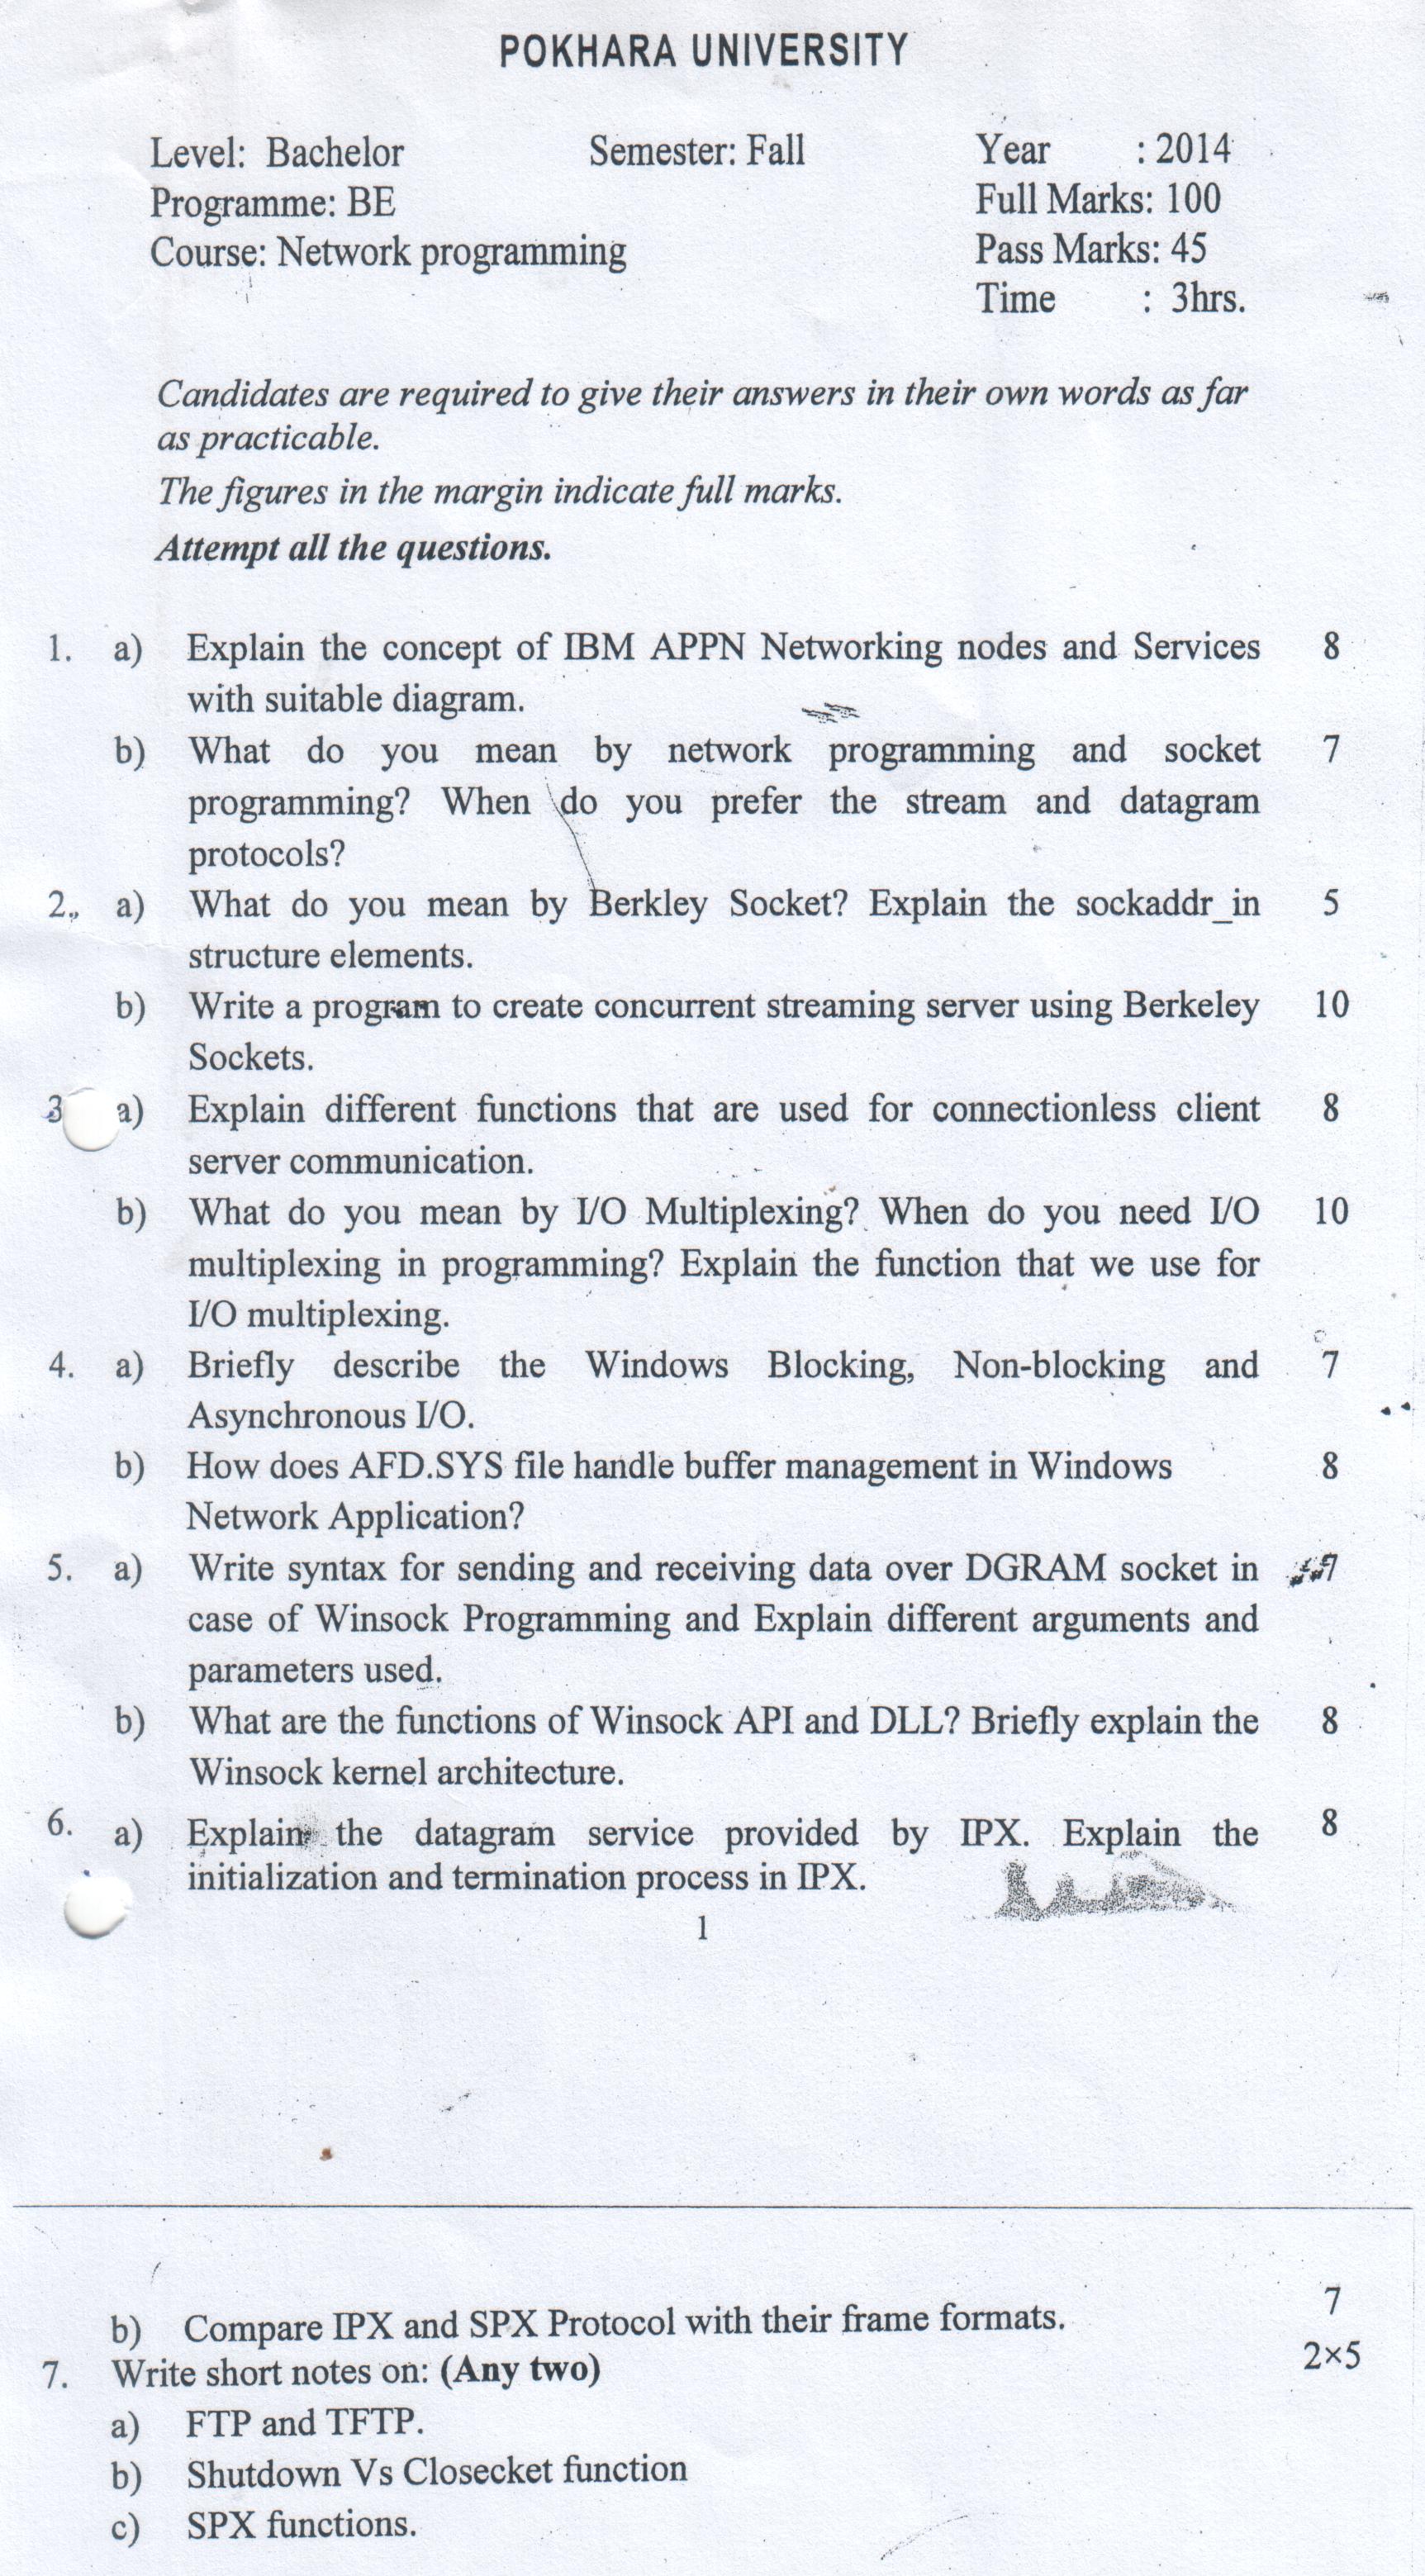 POKHARA UNIVERSITY
Level: Bachelor Semester: Fall Year : 2014
Programme: BE Full Marks: 100
Course: Network programming Pass Marks: 45
Time : 3hrs.
Candidates are required to give their answers in their own words as far
as practicable.
The figures in the margin indicate full marks.
Attempt all the questions.
1. a) Explain the concept of IBM APPN Networking nodes and Services 8
with suitable diagram.
b) What do you mean by network programming and socket 7
programming? When do you prefer the stream and datagram
protocols?
2. a) What do you mean by Berkley Socket? Explain the sockaddr_in 5
structure elements.
b) Write a program to create concurrent streaming server using Berkeley 10
Sockets.
3 a) Explain different functions that are used for connectionless client 8
server communication.
b) What do you mean by I/O Multiplexing? When do you need I/O 10
multiplexing in programming? Explain the function that we use for
I/O multiplexing.
4. a) Briefly describe the Windows Blocking, Non-blocking and 7
Asynchronous I/O.
b) How does AFD.SYS file handle buffer management in Windows 8
Network Application?
5. a) Write syntax for sending and receiving data over DGRAM socket in 7
case of Winsock Programming and Explain different arguments and
parameters used.
b) What are the functions of Winsock API and DLL? Briefly explain the 8
Winsock kernel architecture.
6. a) Explain the datagram service provided by IPX. Explain the 8
initialization and termination process in IPX.
1
b) Compare IPX and SPX Protocol with their frame formats. 7
7. Write short notes on: (Any two) 2×5
a) FTP and TFTP.
b) Shutdown Vs Closecket function
c) SPX functions.